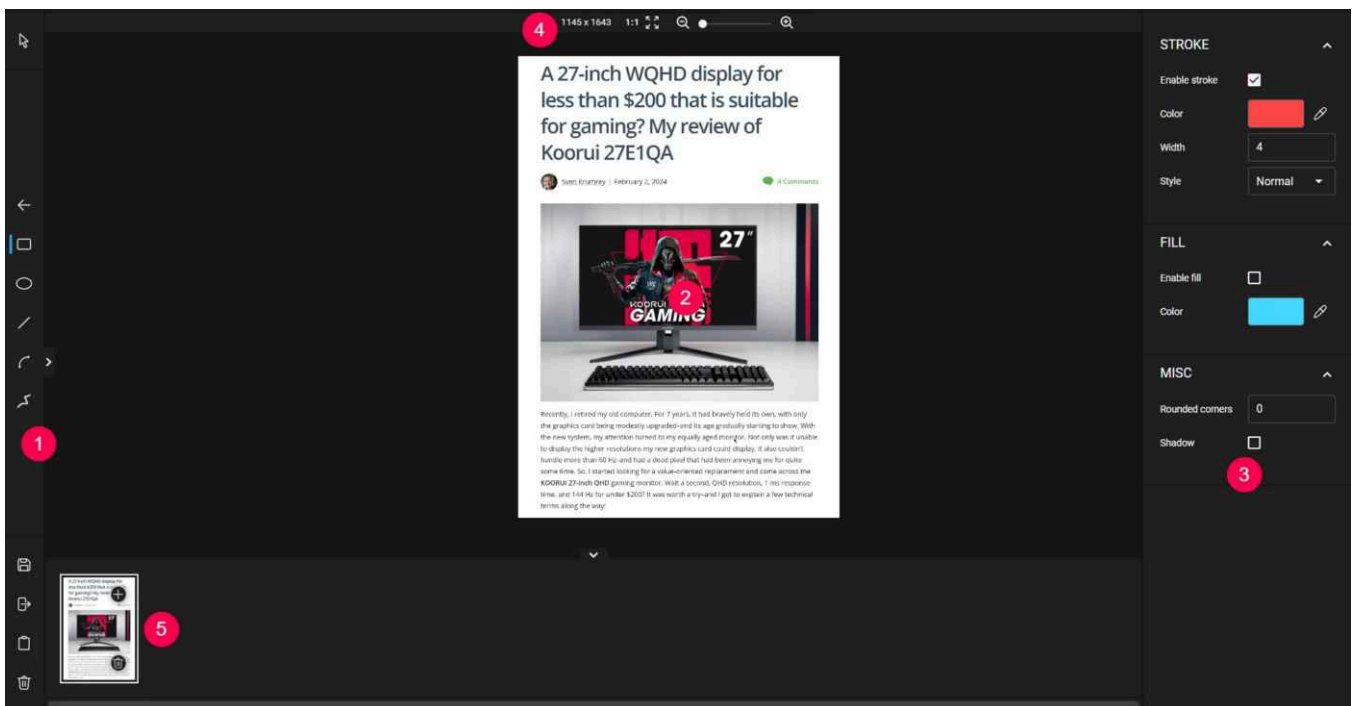 4
1145 x 1643 1:1
A 27-inch WQHD display for
less than $200 that is suitable
for gaming? My review of
Koorui 27E1QA
Sven Krumrey | February 2, 2024 4 Comments
27"
KOORUI
GAMING
2
Recently, I retired my old computer. For 7 years, it had bravely held its own, with only
the graphics card being modestly upgraded–and its age gradually starting to show. With
the new system, my attention turned to my equally aged monitor. Not only was it unable
to display the higher resolutions my new graphics card could display, it also couldn't
handle more than 60 Hz–and had a dead pixel that had been annoying me for quite
some time. So, I started looking for a value-oriented replacement and came across the
KOORUI 27-inch QHD gaming monitor. Wait a second, QHD resolution, 1 ms response
time, and 144 Hz for under $200? It was worth a try–and I got to explain a few technical
terms along the way!
1
5
STROKE
Enable stroke
Color
Width 4
Style Normal
FILL
Enable fill
Color
MISC
Rounded corners 0
Shadow
3